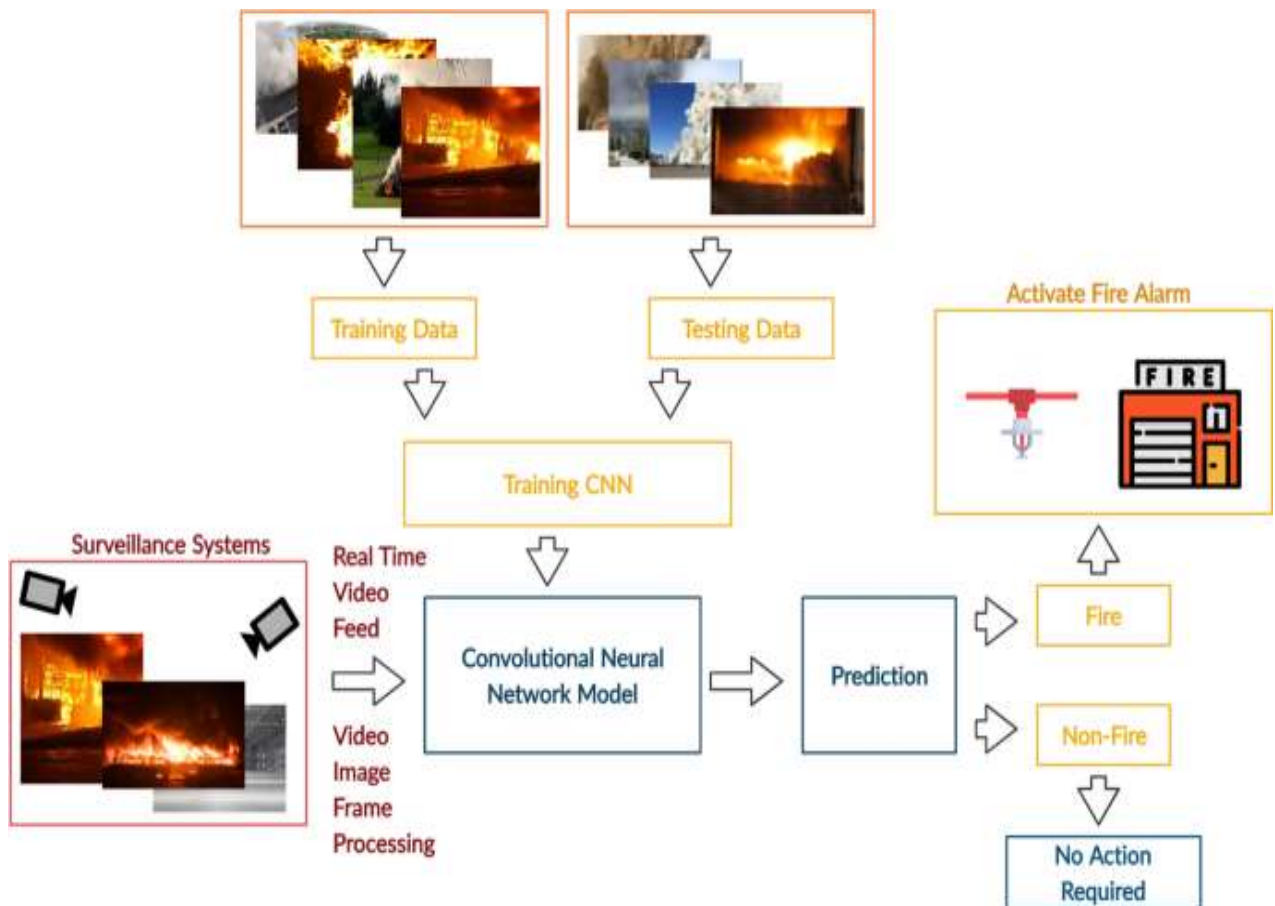 Training Data
Testing Data
Activate Fire Alarm
FIRE
Training CNN
Surveillance Systems
Real Time
Video
Feed
Video
Image
Frame
Processing
Convolutional Neural
Network Model
Prediction
Fire
Non-Fire
No Action
Required